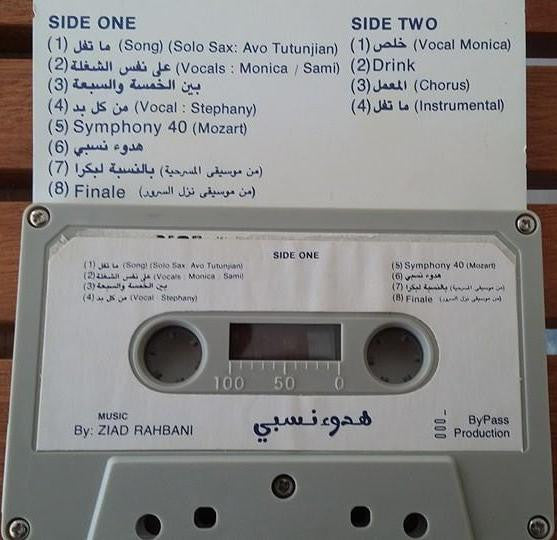 SIDE ONE
(1) ما تفل (Song) (Solo Sax: Avo Tutunjian)
(2) على نفس الشغلة (Vocals : Monica / Sami)
(3) بين الخمسة والسبعة
(4) من كل بد (Vocal : Stephany)
(5) Symphony 40 (Mozart)
(6) هدوء نسبي
(7) بالنسبة لبكرا (من موسيقى المسرحية)
(8) Finale (من موسيقى نزل السرور)
SIDE TWO
(1) خلص (Vocal Monica)
(2) Drink
(3) المعمل (Chorus)
(4) ما تفل (Instrumental)
SIDE ONE
(1) ما تفل (Song) (Solo Sax: Avo Tutunjian)
(2) على نفس الشغلة (Vocals : Monica / Sami)
(3) بين الخمسة والسبعة
(4) من كل بد (Vocal : Stephany)
(5) Symphony 40 (Mozart)
(6) هدوء نسبي
(7) بالنسبة لبكرا (من موسيقى المسرحية)
(8) Finale (من موسيقى نزل السرور)
100 50 0
MUSIC
By: ZIAD RAHBANI
هدوء نسبي
ByPass
Production